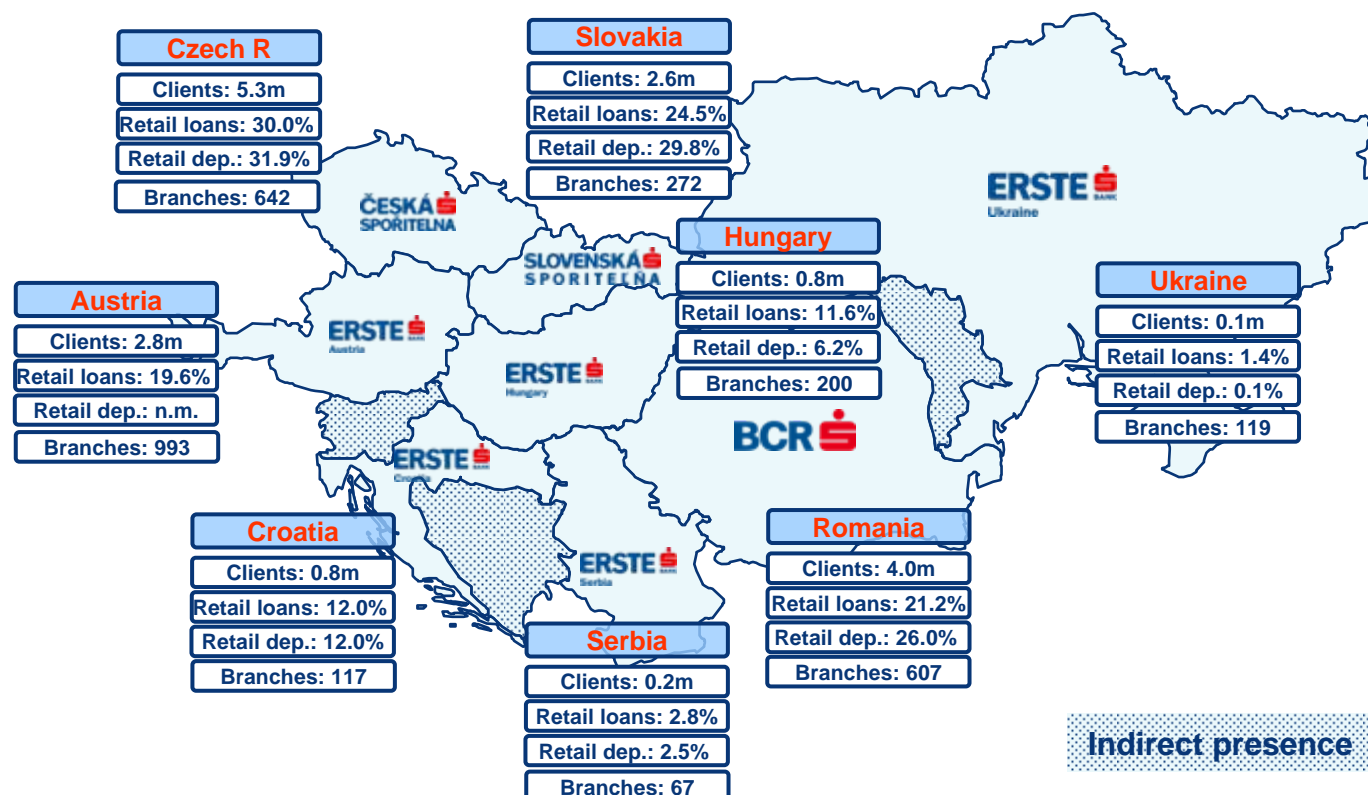 Czech R
Clients: 5.3m
Retail loans: 30.0%
Retail dep.: 31.9%
Branches: 642
Slovakia
Clients: 2.6m
Retail loans: 24.5%
Retail dep.: 29.8%
Branches: 272
ČESKÁ
SPOŘITELNA
SLOVENSKÁ
SPORITEĽŇA
ERSTE
BANK
Ukraine
Hungary
Clients: 0.8m
Retail loans: 11.6%
Retail dep.: 6.2%
Branches: 200
Ukraine
Clients: 0.1m
Retail loans: 1.4%
Retail dep.: 0.1%
Branches: 119
Austria
Clients: 2.8m
Retail loans: 19.6%
Retail dep.: n.m.
Branches: 993
ERSTE
BANK
Austria
ERSTE
BANK
Hungary
BCR
ERSTE
BANK
Croatia
Croatia
Clients: 0.8m
Retail loans: 12.0%
Retail dep.: 12.0%
Branches: 117
ERSTE
BANK
Serbia
Serbia
Clients: 0.2m
Retail loans: 2.8%
Retail dep.: 2.5%
Branches: 67
Romania
Clients: 4.0m
Retail loans: 21.2%
Retail dep.: 26.0%
Branches: 607
Indirect presence